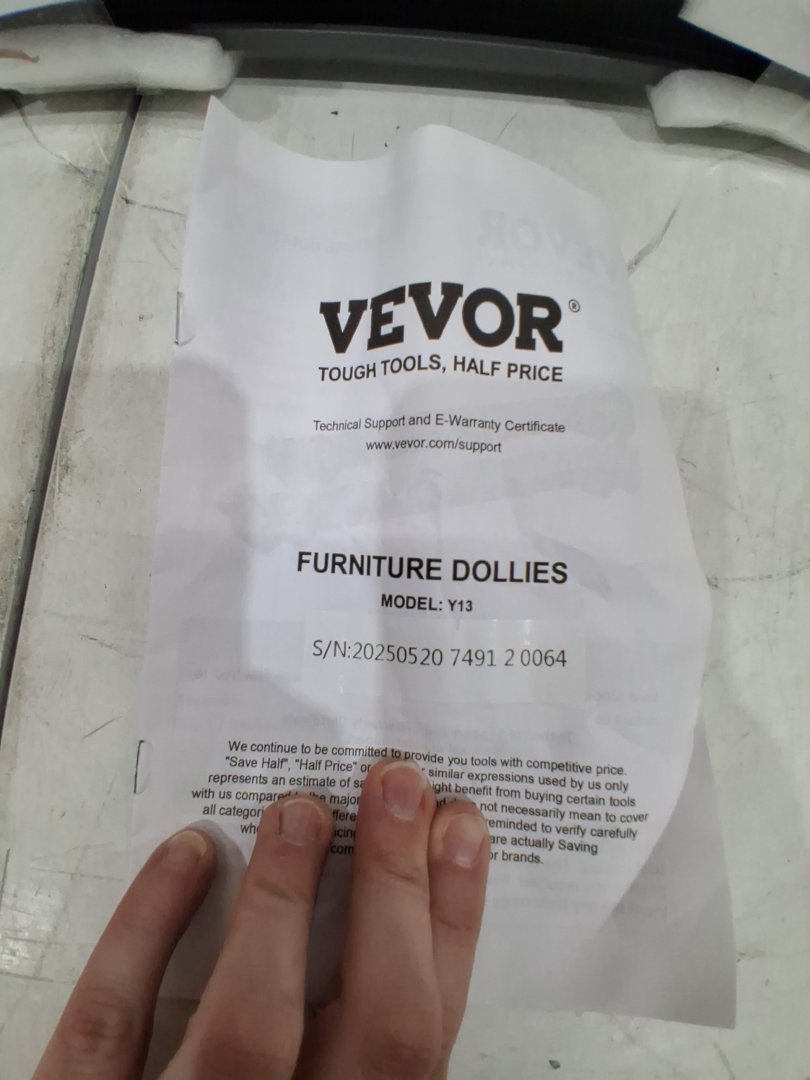 VEVOR®
TOUGH TOOLS, HALF PRICE
Technical Support and E-Warranty Certificate
www.vevor.com/support
FURNITURE DOLLIES
MODEL: Y13
S/N:20250520 7491 2 0064
We continue to be committed to provide you tools with competitive price.
"Save Half", "Half Price" or similar expressions used by us only
represents an estimate of benefit from buying certain tools
with us compared major not necessarily mean to cover
all reminded to verify carefully
are actually Saving
brands.